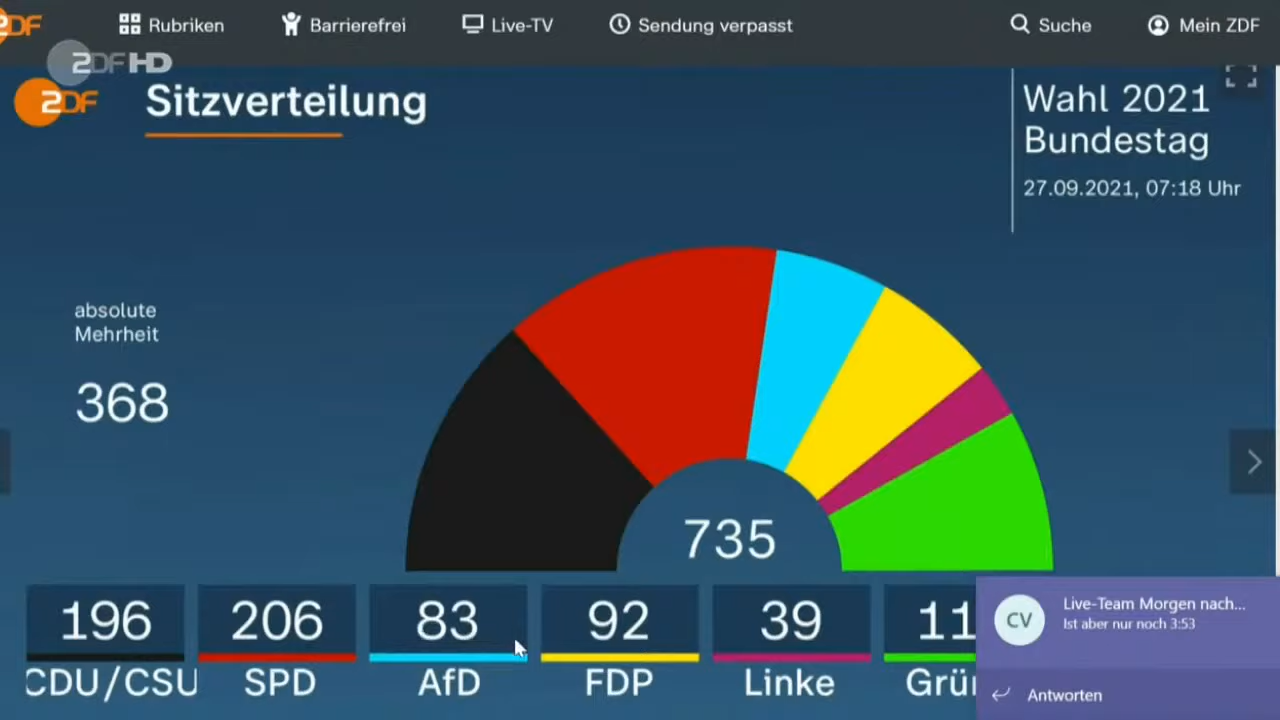 ZDF
Rubriken
Barrierefrei
Live-TV
Sendung verpasst
Suche
Mein ZDF
ZDF HD
ZDF
Sitzverteilung
Wahl 2021
Bundestag
27.09.2021, 07:18 Uhr
absolute
Mehrheit
368
735
196
206
83
92
39
11
CDU/CSU
SPD
AfD
FDP
Linke
Grü
CV
Live-Team Morgen nach...
Ist aber nur noch 3:53
Antworten